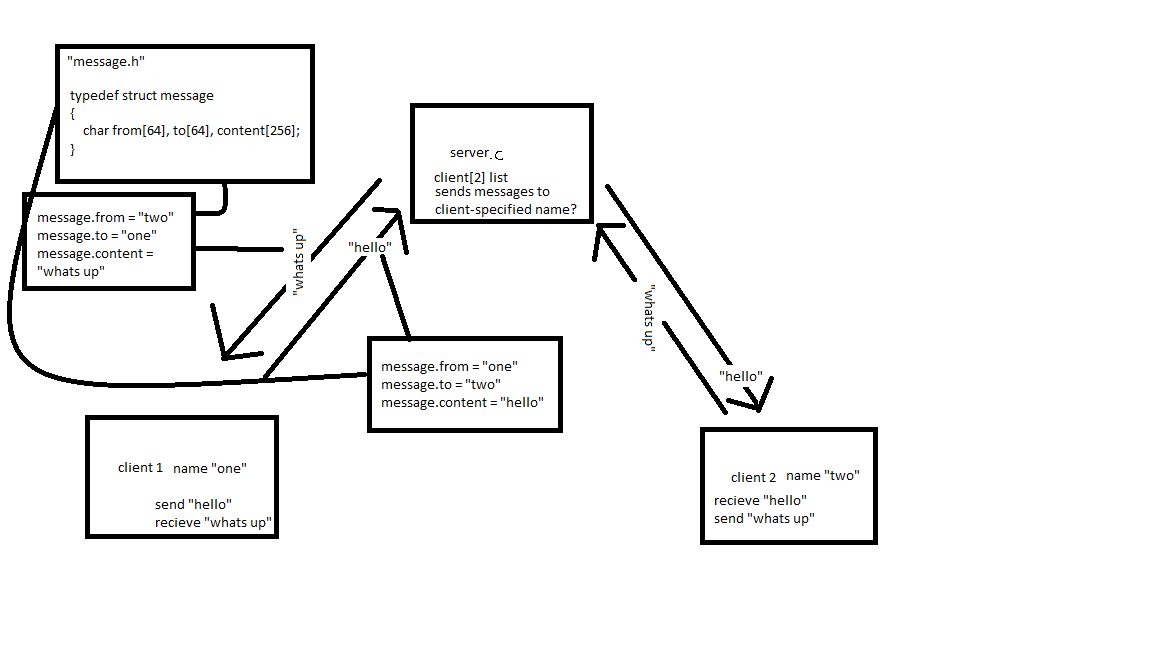 "message.h"
typedef struct message
{
char from[64], to[64], content[256];
}
message.from = "two"
message.to = "one"
message.content =
"whats up"
server.c
client[2] list
sends messages to
client-specified name?
"whats up"
"hello"
"whats up"
"hello"
message.from = "one"
message.to = "two"
message.content = "hello"
client 1 name "one"
send "hello"
recieve "whats up"
client 2 name "two"
recieve "hello"
send "whats up"